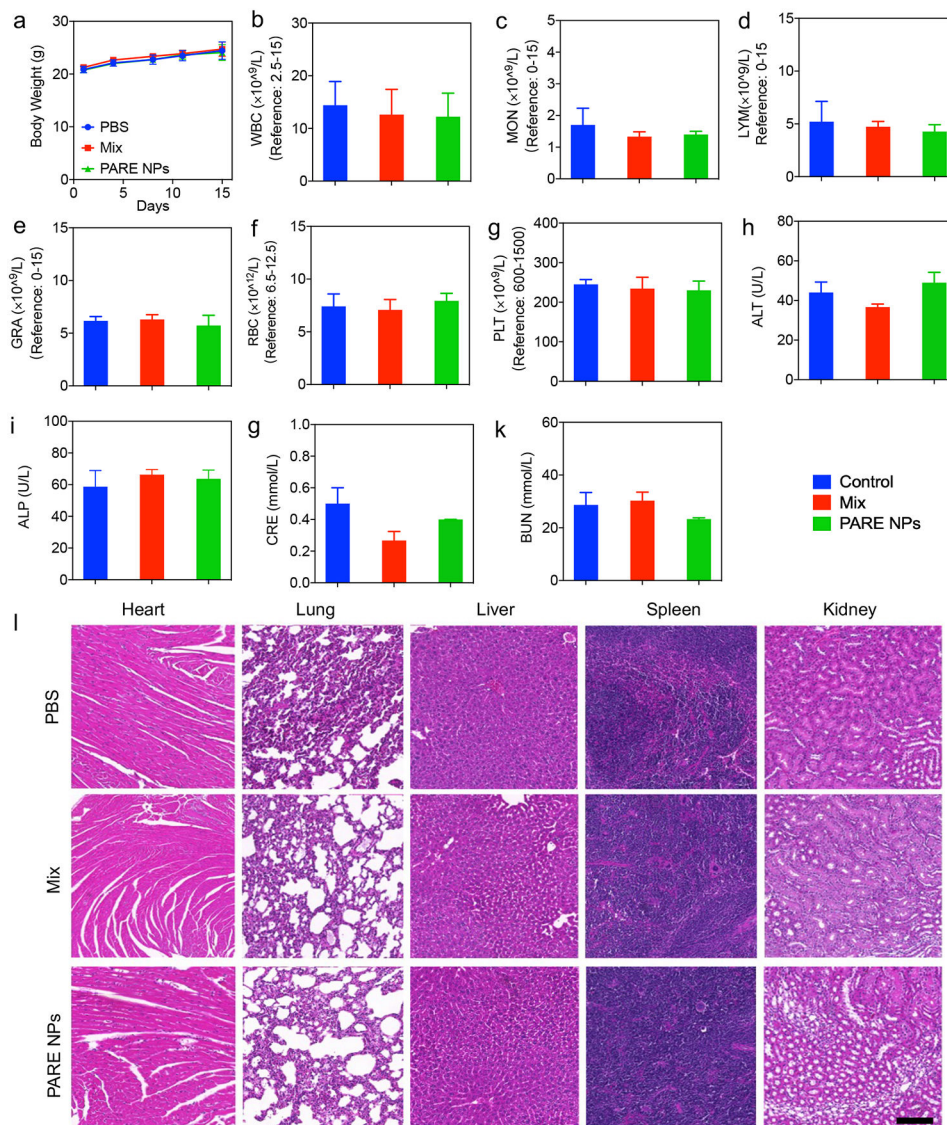 a
Body Weight (g)
30
20
10
0
PBS
Mix
PARE NPs
0
5
10
15
Days
b
WBC (×10^9/L)
(Reference: 2.5-15)
20
15
10
5
0
c
MON (×10^9/L)
(Reference: 0-15)
5
4
3
2
1
0
d
LYM(×10^9/L)
Reference: 0-15)
15
10
5
0
e
GRA (×10^9/L)
(Reference: 0-15)
15
10
5
0
f
RBC (×10^12/L)
(Reference: 6.5-12.5)
15
10
5
0
g
PLT (×10^9/L)
(Reference: 600-1500)
400
300
200
100
0
h
ALT (U/L)
80
60
40
20
0
i
ALP (U/L)
100
80
60
40
20
0
g
CRE (mmol/L)
1.0
0.8
0.6
0.4
0.2
0.0
k
BUN (mmol/L)
60
40
20
0
Control
Mix
PARE NPs
l
Heart
Lung
Liver
Spleen
Kidney
PBS
Mix
PARE NPs